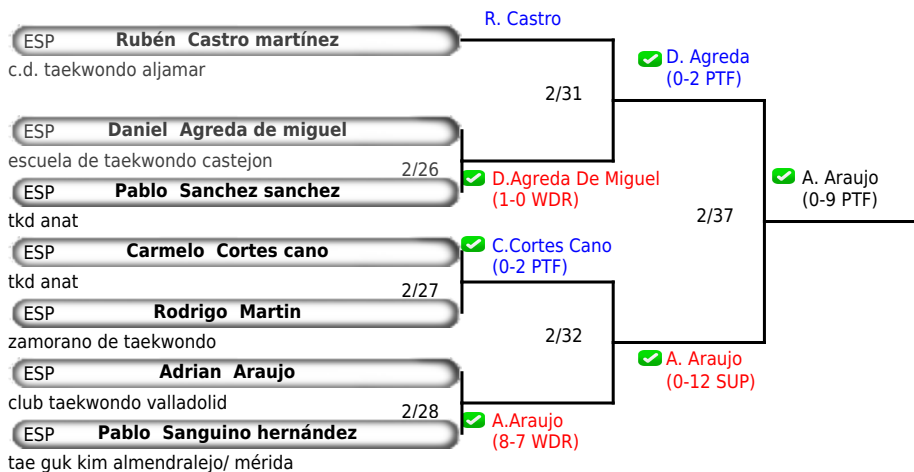 R. Castro
ESP Rubén Castro martínez
c.d. taekwondo aljamar
D. Agreda
(0-2 PTF)
2/31
ESP Daniel Agreda de miguel
escuela de taekwondo castejon
2/26
D.Agreda De Miguel
(1-0 WDR)
ESP Pablo Sanchez sanchez
tkd anat
A. Araujo
(0-9 PTF)
2/37
ESP Carmelo Cortes cano
tkd anat
C.Cortes Cano
(0-2 PTF)
2/27
ESP Rodrigo Martin
zamorano de taekwondo
2/32
A. Araujo
(0-12 SUP)
ESP Adrian Araujo
club taekwondo valladolid
2/28
A.Araujo
(8-7 WDR)
ESP Pablo Sanguino hernández
tae guk kim almendralejo/ mérida